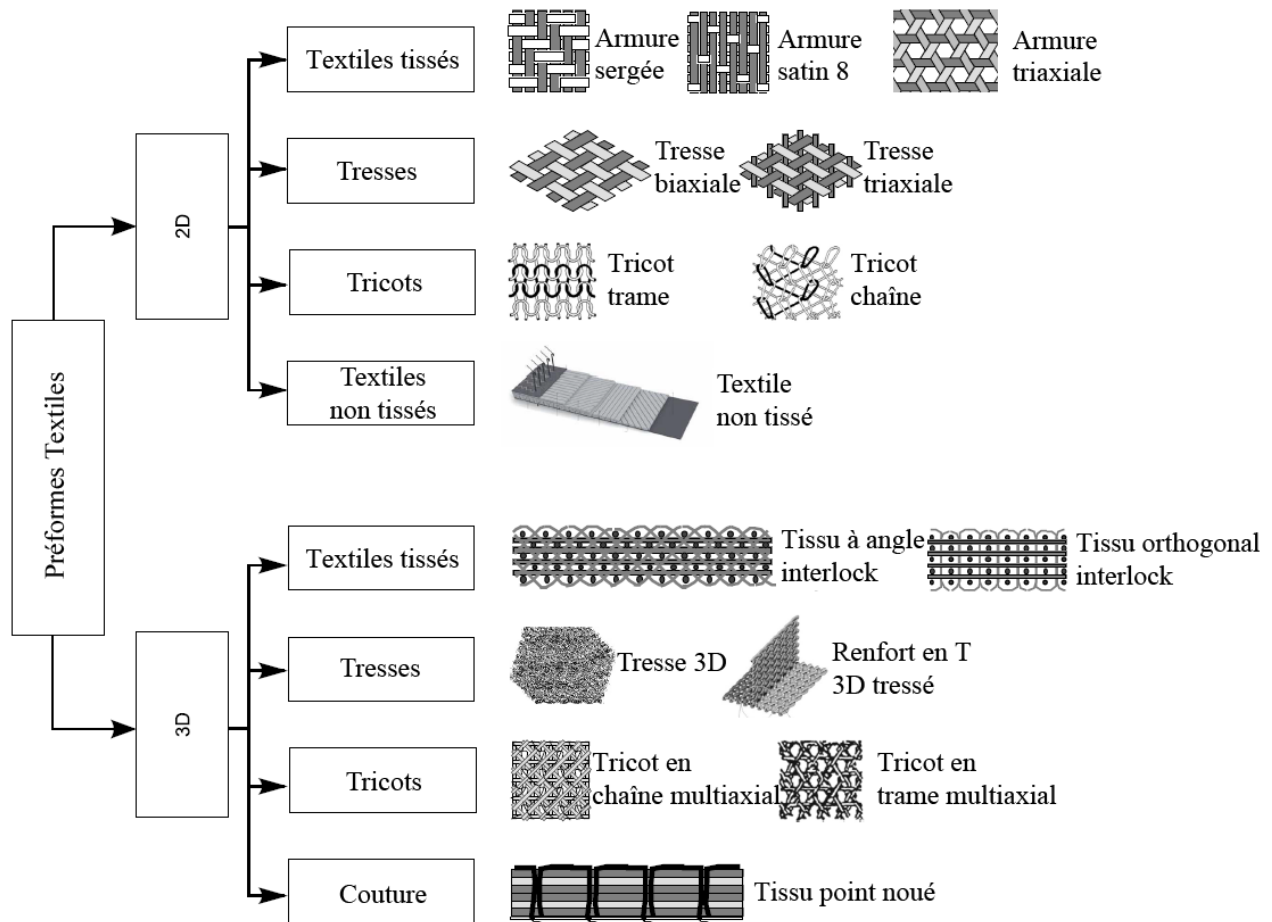 Préformes Textiles
2D
Textiles tissés
Armure
sergée
Armure
satin 8
Armure
triaxiale
Tresses
Tresse
biaxiale
Tresse
triaxiale
Tricots
Tricot
trame
Tricot
chaîne
Textiles
non tissés
Textile
non tissé
3D
Textiles tissés
Tissu à angle
interlock
Tissu orthogonal
interlock
Tresses
Tresse 3D
Renfort en T
3D tressé
Tricots
Tricot en
chaîne multiaxial
Tricot en
trame multiaxial
Couture
Tissu point noué